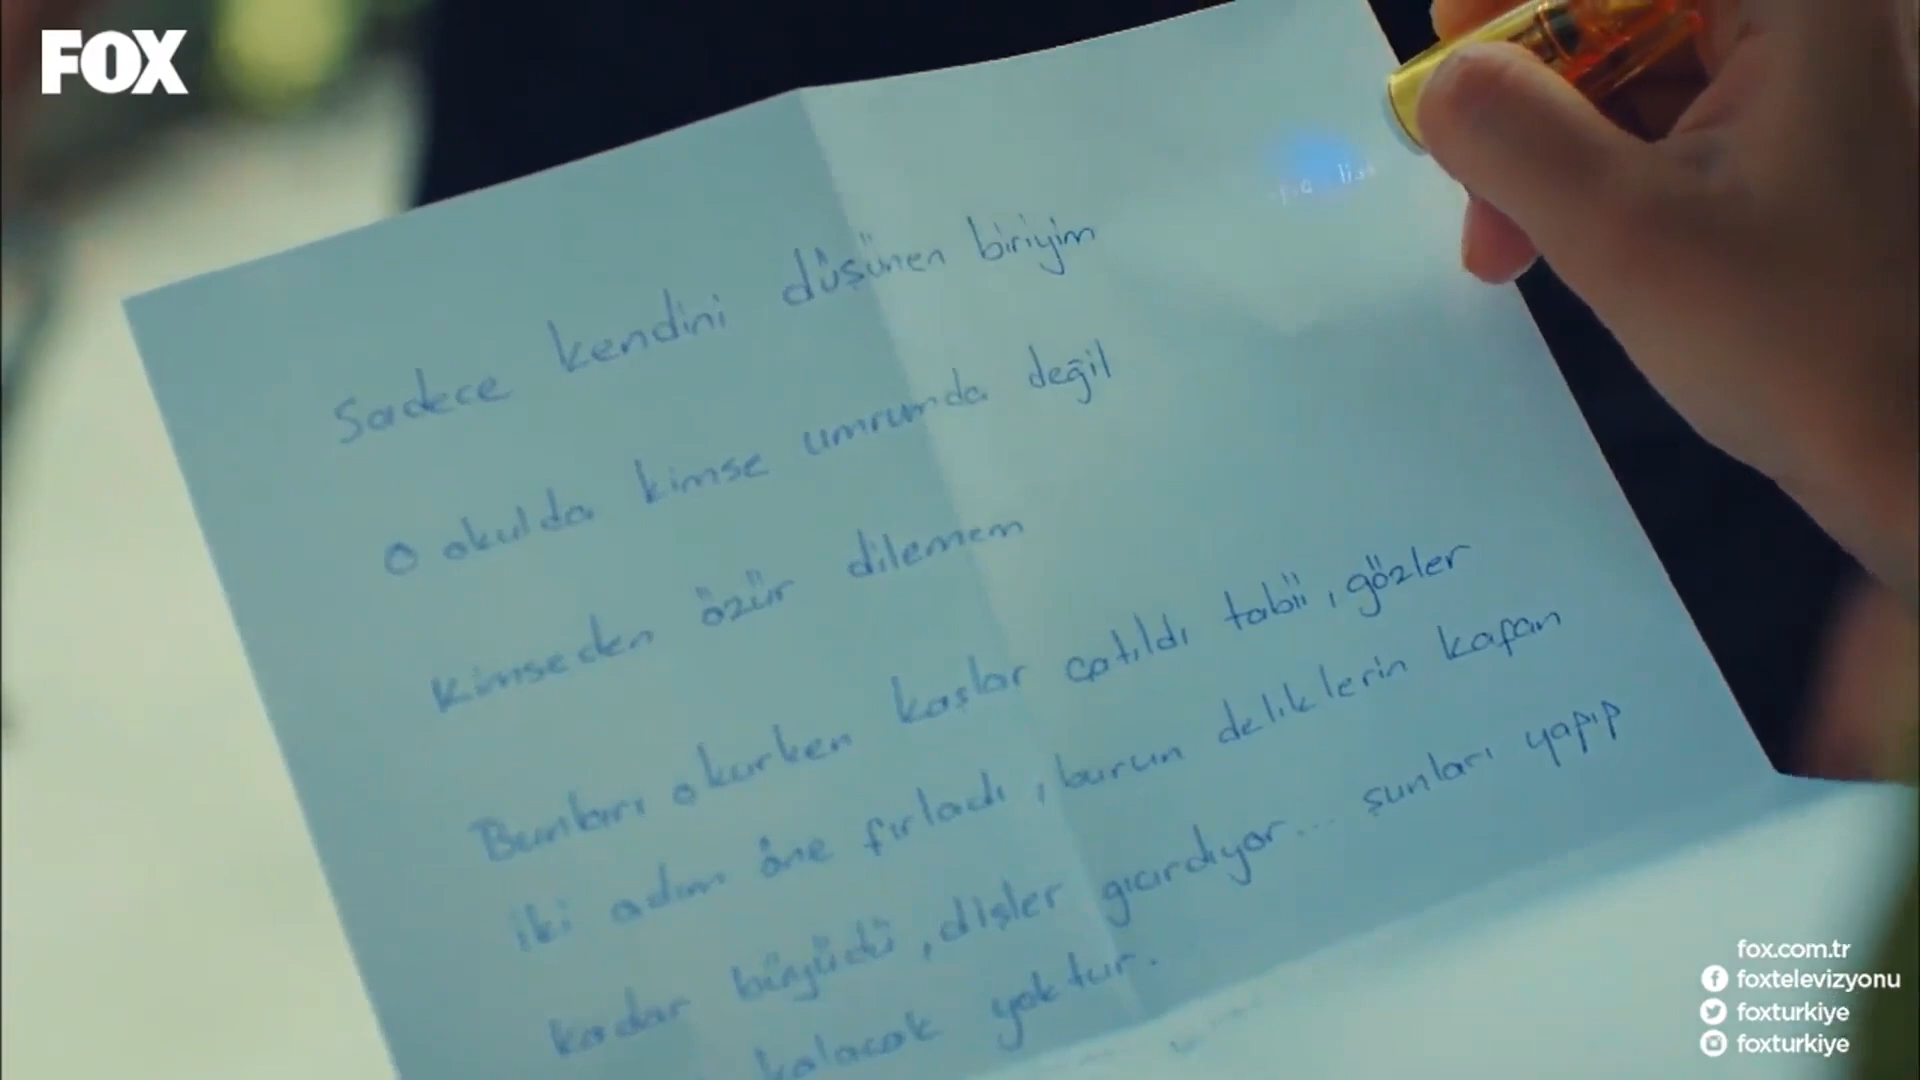 FOX
Sadece kendini düşünen biriyim
O okulda kimse umrumda değil
Kimseden özür dilemem
Bunları okurken kaşlar çatıldı tabii, gözler
iki adım öne fırladı, burun deliklerin kafan
kadar büyüdü, dişler gıcırdıyor... şunları yapıp
kalacak yoktur.
fox.com.tr
foxtelevizyonu
foxturkiye
foxturkiye